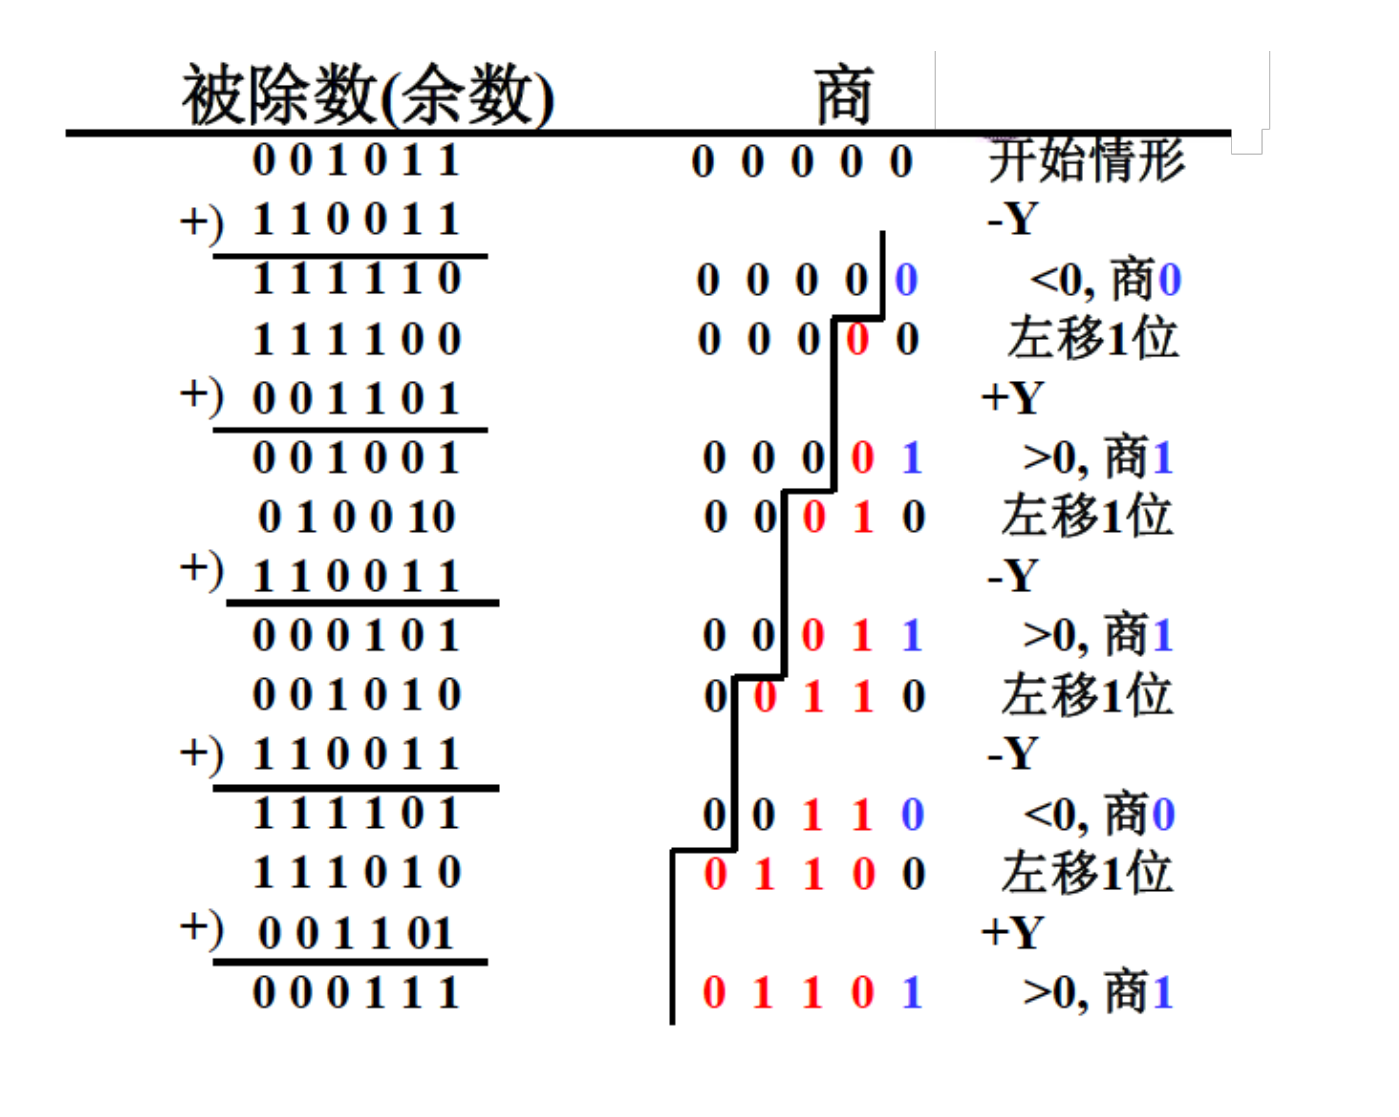 被除数(余数) 商
0 0 1 0 1 1 0 0 0 0 0 开始情形
+) 1 1 0 0 1 1 -Y
1 1 1 1 1 0 0 0 0 0 0 <0, 商0
1 1 1 1 0 0 0 0 0 0 0 左移1位
+) 0 0 1 1 0 1 +Y
0 0 1 0 0 1 0 0 0 0 1 >0, 商1
0 1 0 0 10 0 0 0 1 0 左移1位
+) 1 1 0 0 1 1 -Y
0 0 0 1 0 1 0 0 0 1 1 >0, 商1
0 0 1 0 1 0 0 0 1 1 0 左移1位
+) 1 1 0 0 1 1 -Y
1 1 1 1 0 1 0 0 1 1 0 <0, 商0
1 1 1 0 1 0 0 1 1 0 0 左移1位
+) 0 0 1 1 01 +Y
0 0 0 1 1 1 0 1 1 0 1 >0, 商1